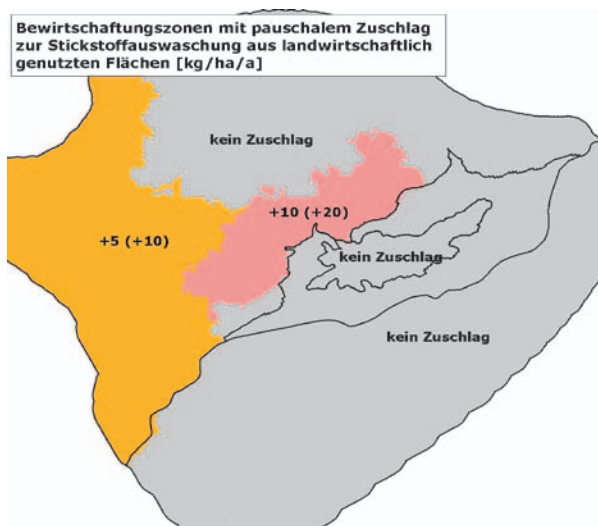 Bewirtschaftungszonen mit pauschalem Zuschlag
zur Stickstoffauswaschung aus landwirtschaftlich
genutzten Flächen [kg/ha/a]
kein Zuschlag
+10 (+20)
+5 (+10)
kein Zuschlag
kein Zuschlag